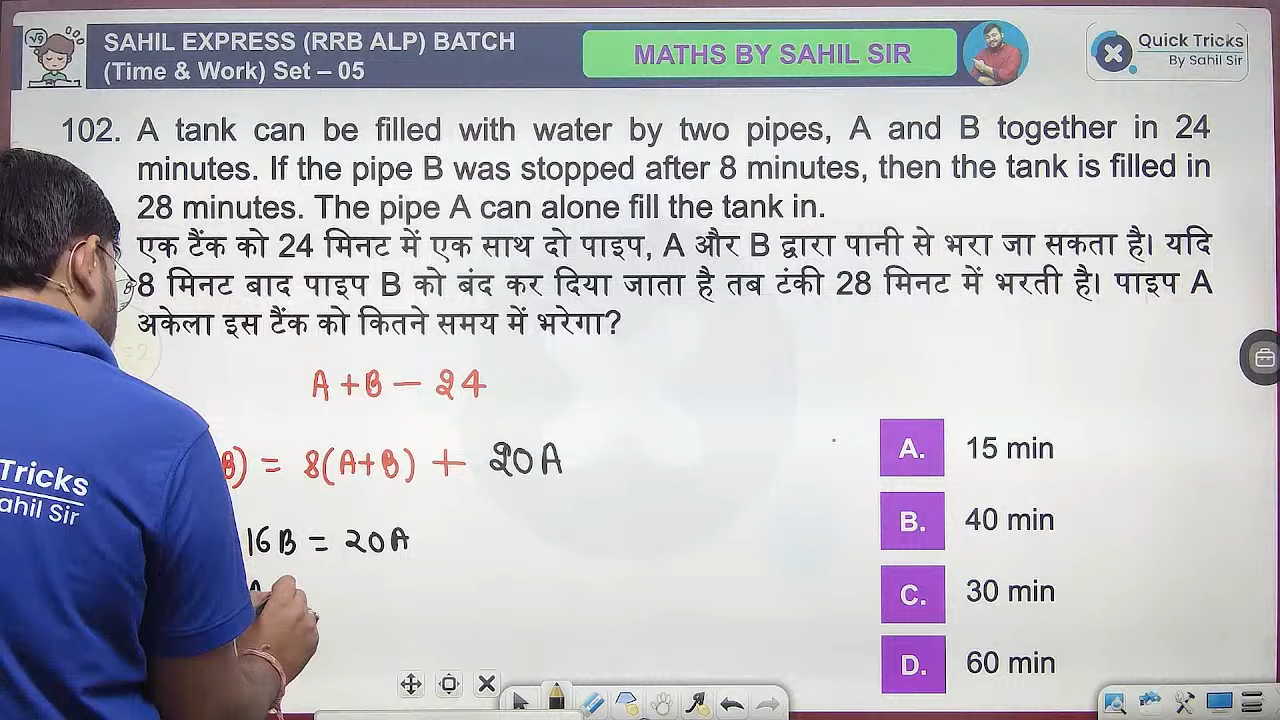 SAHIL EXPRESS (RRB ALP) BATCH
(Time & Work) Set – 05
MATHS BY SAHIL SIR
Quick Tricks
By Sahil Sir
102. A tank can be filled with water by two pipes, A and B together in 24
minutes. If the pipe B was stopped after 8 minutes, then the tank is filled in
28 minutes. The pipe A can alone fill the tank in.
एक टैंक को 24 मिनट में एक साथ दो पाइप, A और B द्वारा पानी से भरा जा सकता है। यदि
8 मिनट बाद पाइप B को बंद कर दिया जाता है तब टंकी 28 मिनट में भरती है। पाइप A
अकेला इस टैंक को कितने समय में भरेगा?
= 2
A + B – 24
B) = 8(A+B) + 20A
16B = 20A
A. 15 min
B. 40 min
C. 30 min
D. 60 min
Tricks
ahil Sir